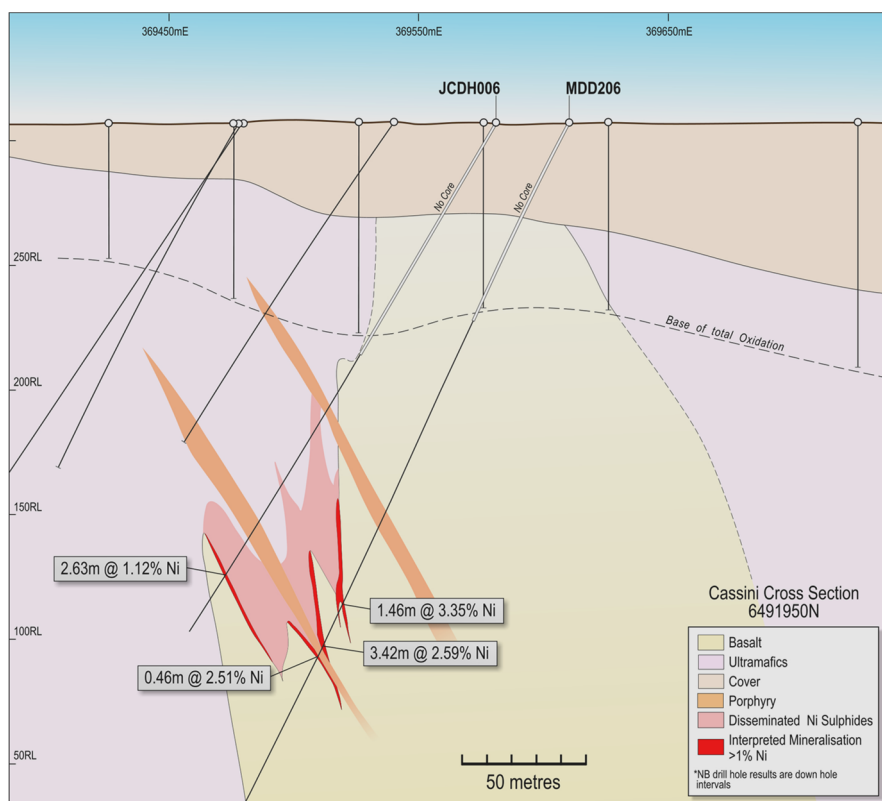 369450mE
369550mE
369650mE
JCDH006
MDD206
No Core
No Core
250RL
Base of total Oxidation
200RL
150RL
2.63m @ 1.12% Ni
1.46m @ 3.35% Ni
100RL
3.42m @ 2.59% Ni
0.46m @ 2.51% Ni
50RL
50 metres
Cassini Cross Section
6491950N
Basalt
Ultramafics
Cover
Porphyry
Disseminated Ni Sulphides
Interpreted Mineralisation
>1% Ni
*NB drill hole results are down hole
intervals